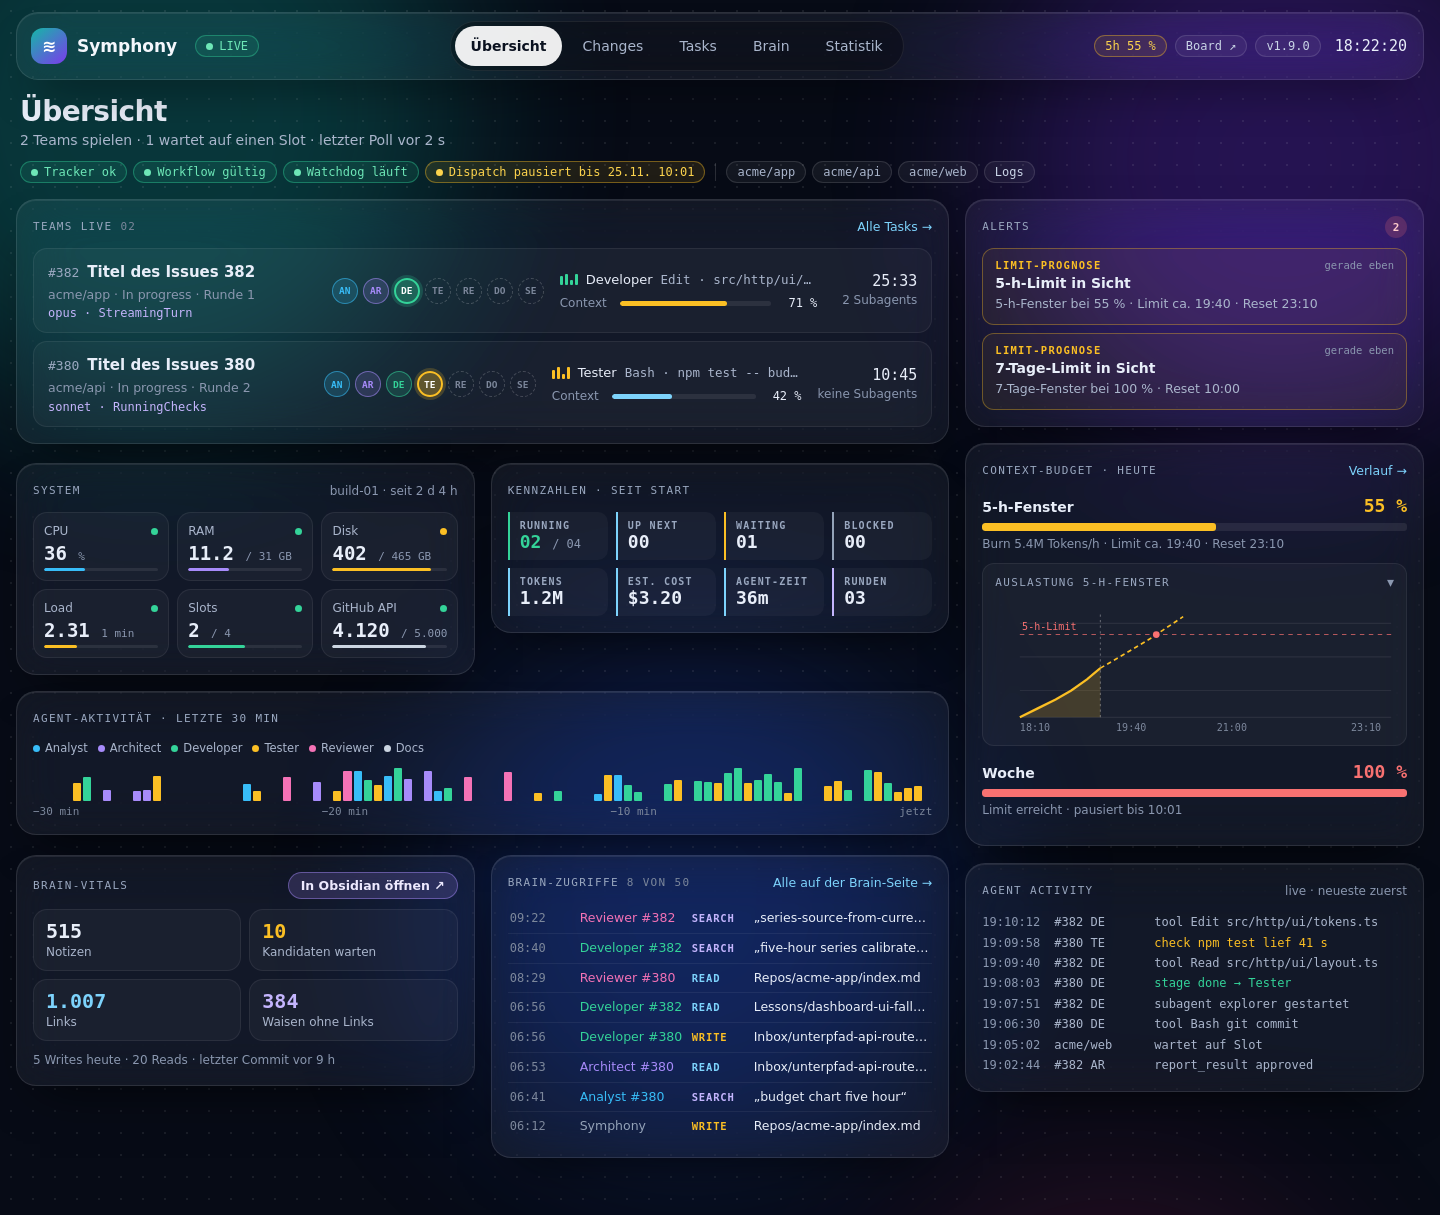 ≋ Symphony LIVE
Übersicht Changes Tasks Brain Statistik
5h 55 % Board ↗ v1.9.0 18:22:20
Übersicht
2 Teams spielen · 1 wartet auf einen Slot · letzter Poll vor 2 s
Tracker ok Workflow gültig Watchdog läuft Dispatch pausiert bis 25.11. 10:01 acme/app acme/api acme/web Logs
TEAMS LIVE 02 Alle Tasks →
#382 Titel des Issues 382
acme/app · In progress · Runde 1
opus · StreamingTurn
AN AR DE TE RE DO SE
Developer Edit · src/http/ui/…
Context 71 %
25:33
2 Subagents
#380 Titel des Issues 380
acme/api · In progress · Runde 2
sonnet · RunningChecks
AN AR DE TE RE DO SE
Tester Bash · npm test -- bud…
Context 42 %
10:45
keine Subagents
ALERTS 2
LIMIT-PROGNOSE gerade eben
5-h-Limit in Sicht
5-h-Fenster bei 55 % · Limit ca. 19:40 · Reset 23:10
LIMIT-PROGNOSE gerade eben
7-Tage-Limit in Sicht
7-Tage-Fenster bei 100 % · Reset 10:00
SYSTEM build-01 · seit 2 d 4 h
CPU
36 %
RAM
11.2 / 31 GB
Disk
402 / 465 GB
Load
2.31 1 min
Slots
2 / 4
GitHub API
4.120 / 5.000
KENNZAHLEN · SEIT START
RUNNING
02 / 04
UP NEXT
00
WAITING
01
BLOCKED
00
TOKENS
1.2M
EST. COST
$3.20
AGENT-ZEIT
36m
RUNDEN
03
CONTEXT-BUDGET · HEUTE Verlauf →
5-h-Fenster 55 %
Burn 5.4M Tokens/h · Limit ca. 19:40 · Reset 23:10
AUSLASTUNG 5-H-FENSTER ▾
5-h-Limit
18:10 19:40 21:00 23:10
Woche 100 %
Limit erreicht · pausiert bis 10:01
AGENT-AKTIVITÄT · LETZTE 30 MIN
Analyst Architect Developer Tester Reviewer Docs
−30 min −20 min −10 min jetzt
BRAIN-VITALS In Obsidian öffnen ↗
515
Notizen
10
Kandidaten warten
1.007
Links
384
Waisen ohne Links
5 Writes heute · 20 Reads · letzter Commit vor 9 h
BRAIN-ZUGRIFFE 8 VON 50 Alle auf der Brain-Seite →
09:22 Reviewer #382 SEARCH „series-source-from-curre…
08:40 Developer #382 SEARCH „five-hour series calibrate…
08:29 Reviewer #380 READ Repos/acme-app/index.md
06:56 Developer #382 READ Lessons/dashboard-ui-fall…
06:56 Developer #380 WRITE Inbox/unterpfad-api-route…
06:53 Architect #380 READ Inbox/unterpfad-api-route…
06:41 Analyst #380 SEARCH „budget chart five hour“
06:12 Symphony WRITE Repos/acme-app/index.md
AGENT ACTIVITY live · neueste zuerst
19:10:12 #382 DE tool Edit src/http/ui/tokens.ts
19:09:58 #380 TE check npm test lief 41 s
19:09:40 #382 DE tool Read src/http/ui/layout.ts
19:08:03 #380 DE stage done → Tester
19:07:51 #382 DE subagent explorer gestartet
19:06:30 #380 DE tool Bash git commit
19:05:02 acme/web wartet auf Slot
19:02:44 #382 AR report_result approved